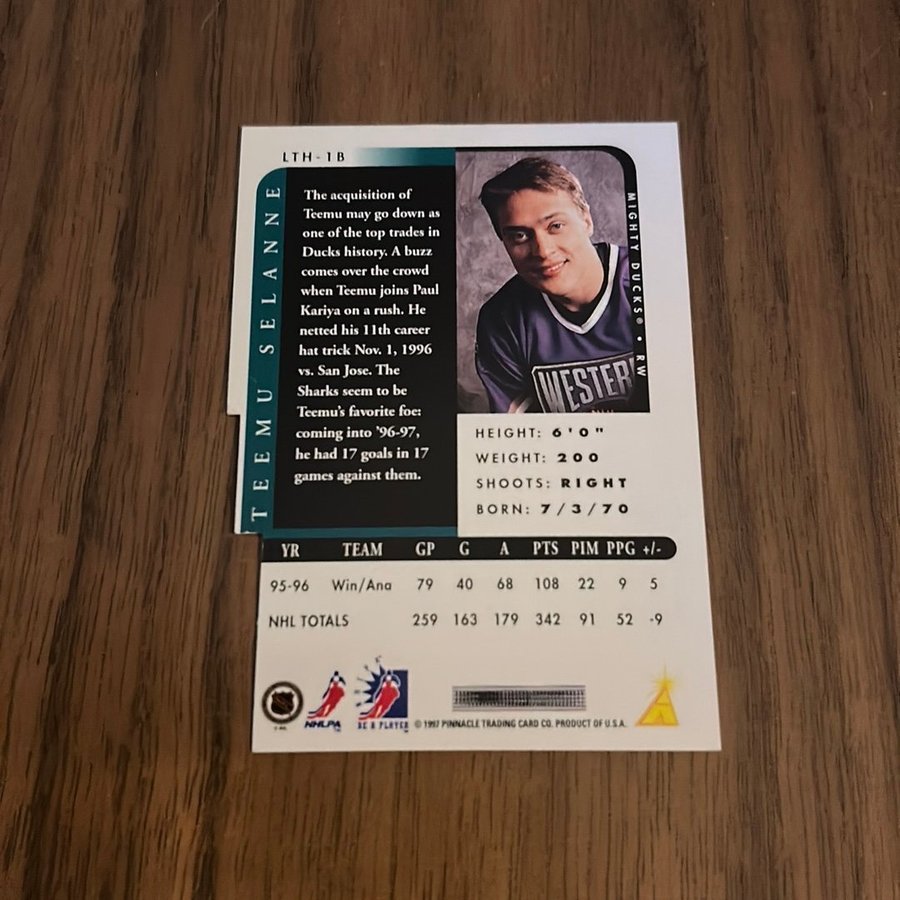 LTH-1B
TEEMU SELANNE
The acquisition of
Teemu may go down as
one of the top trades in
Ducks history. A buzz
comes over the crowd
when Teemu joins Paul
Kariya on a rush. He
netted his 11th career
hat trick Nov. 1, 1996
vs. San Jose. The
Sharks seem to be
Teemu's favorite foe:
coming into '96-97,
he had 17 goals in 17
games against them.
MIGHTY DUCKS® • RW
WESTER
HEIGHT: 6'0"
WEIGHT: 200
SHOOTS: RIGHT
BORN: 7/3/70
YR TEAM GP G A PTS PIM PPG +/-
95-96 Win/Ana 79 40 68 108 22 9 5
NHL TOTALS 259 163 179 342 91 52 -9
NHLPA
BE A PLAYER
© 1997 PINNACLE TRADING CARD CO. PRODUCT OF U.S.A.